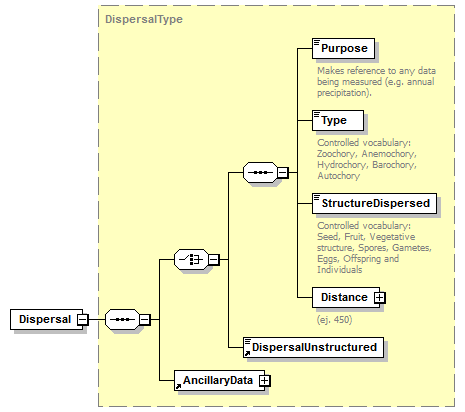 DispersalType
Purpose
Makes reference to any data
being measured (e.g. annual
precipitation).
Type
Controlled vocabulary:
Zoochory, Anemochory,
Hydrochory, Barochory,
Autochory
StructureDispersed
Controlled vocabulary:
Seed, Fruit, Vegetative
structure, Spores, Gametes,
Eggs, Offspring and
Individuals
Distance
(ej. 450)
Dispersal
DispersalUnstructured
AncillaryData